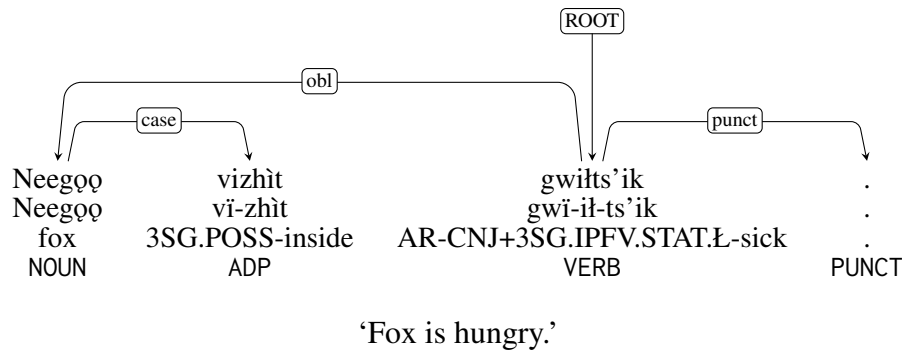 ROOT
obl
case punct
Neegǫǫ vizhìt gwiłts’ik .
Neegǫǫ vï-zhìt gwï-ił-ts’ik .
fox 3SG.POSS-inside AR-CNJ+3SG.IPFV.STAT.Ł-sick .
NOUN ADP VERB PUNCT
‘Fox is hungry.’